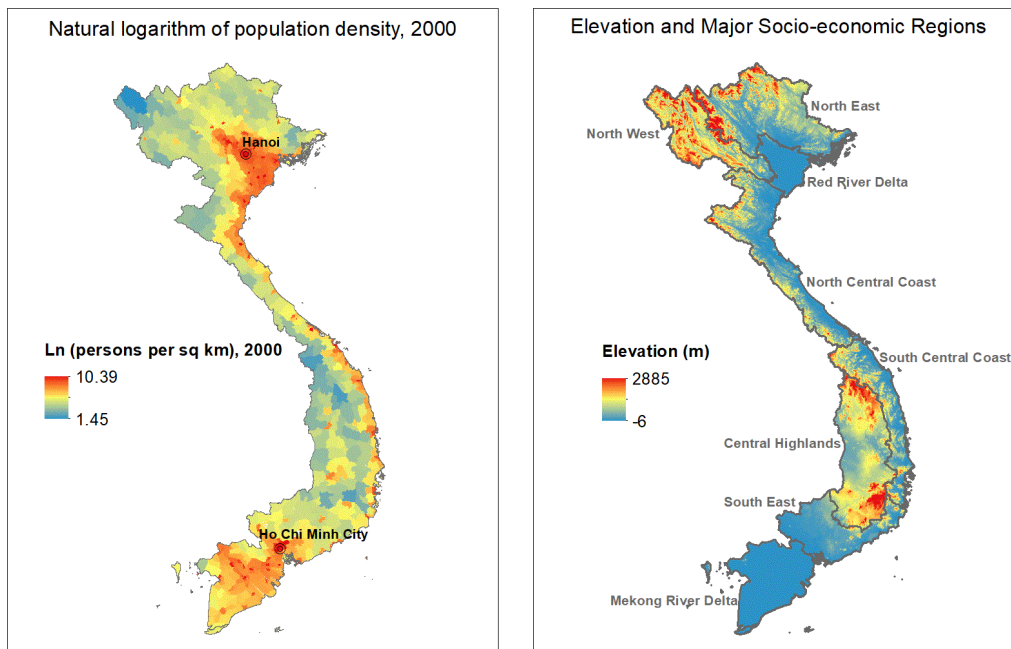 Natural logarithm of population density, 2000
Hanoi
Ln (persons per sq km), 2000
10.39
1.45
Ho Chi Minh City
Elevation and Major Socio-economic Regions
North East
North West
Red River Delta
North Central Coast
Elevation (m)
2885
-6
South Central Coast
Central Highlands
South East
Mekong River Delta